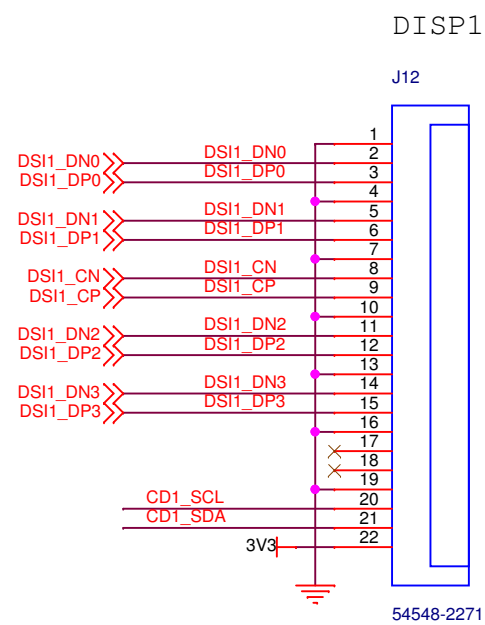 DISP1
J12
1
DSI1_DN0 DSI1_DN0 2
DSI1_DP0 DSI1_DP0 3
4
DSI1_DN1 DSI1_DN1 5
DSI1_DP1 DSI1_DP1 6
7
DSI1_CN DSI1_CN 8
DSI1_CP DSI1_CP 9
10
DSI1_DN2 DSI1_DN2 11
DSI1_DP2 DSI1_DP2 12
13
DSI1_DN3 DSI1_DN3 14
DSI1_DP3 DSI1_DP3 15
16
17
18
19
CD1_SCL 20
CD1_SDA 21
3V3 22
54548-2271